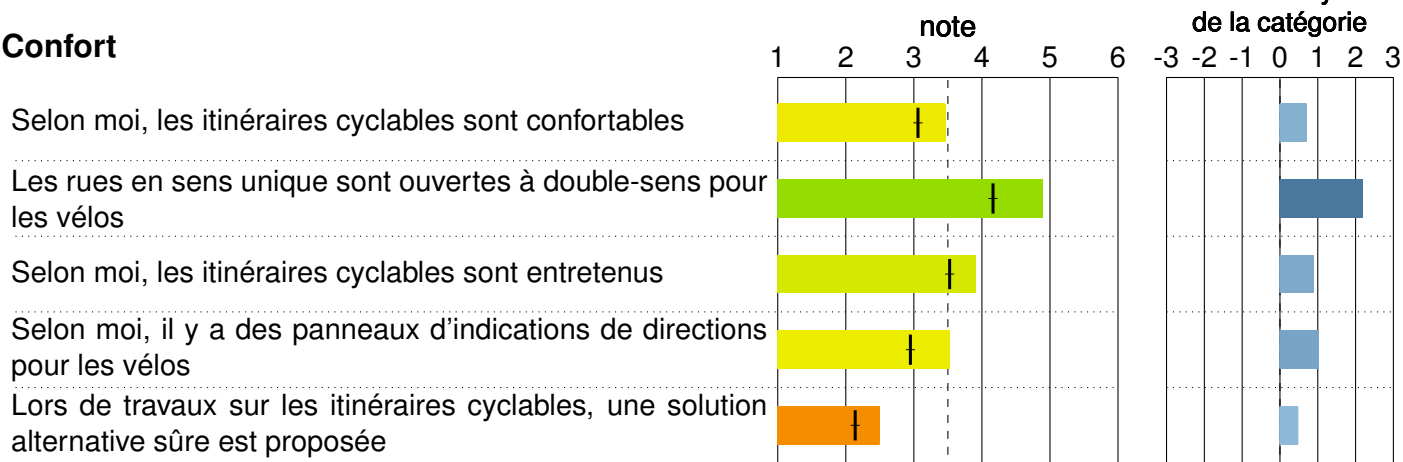 note
de la catégorie
Confort
1 2 3 4 5 6
-3 -2 -1 0 1 2 3
Selon moi, les itinéraires cyclables sont confortables
Les rues en sens unique sont ouvertes à double-sens pour
les vélos
Selon moi, les itinéraires cyclables sont entretenus
Selon moi, il y a des panneaux d'indications de directions
pour les vélos
Lors de travaux sur les itinéraires cyclables, une solution
alternative sûre est proposée